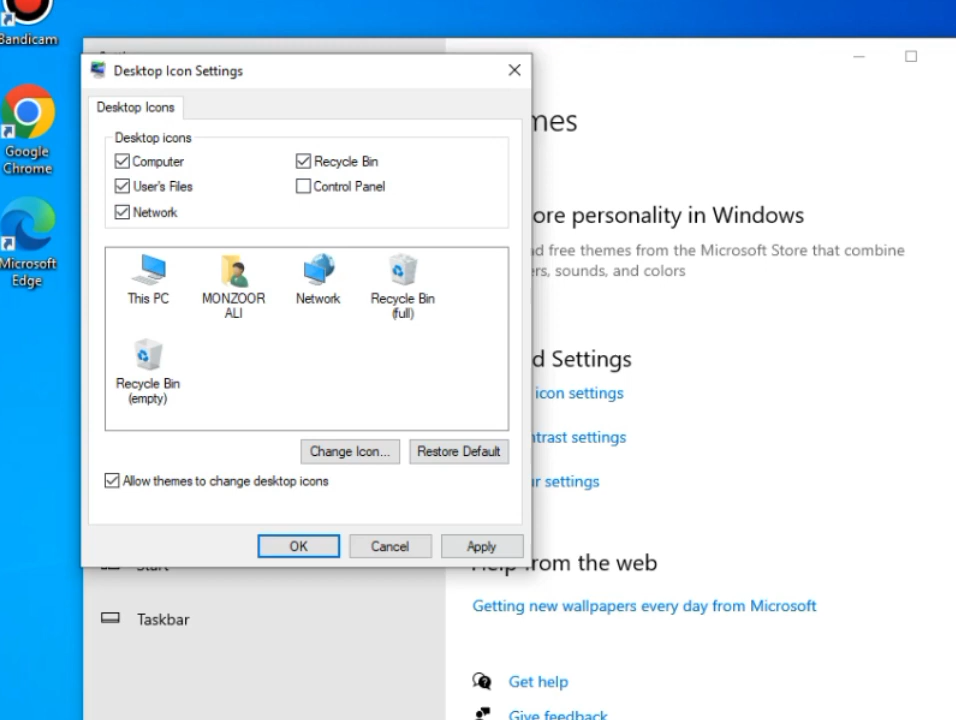 Bandicam
Google
Chrome
Microsoft
Edge
Desktop Icon Settings
Desktop Icons
Desktop icons
Computer
Recycle Bin
User's Files
Control Panel
Network
This PC
MONZOOR
ALI
Network
Recycle Bin
(full)
Recycle Bin
(empty)
Change Icon...
Restore Default
Allow themes to change desktop icons
OK
Cancel
Apply
Start
Taskbar
mes
ore personality in Windows
d free themes from the Microsoft Store that combine
ers, sounds, and colors
d Settings
icon settings
ntrast settings
ur settings
Help from the web
Getting new wallpapers every day from Microsoft
Get help
Give feedback